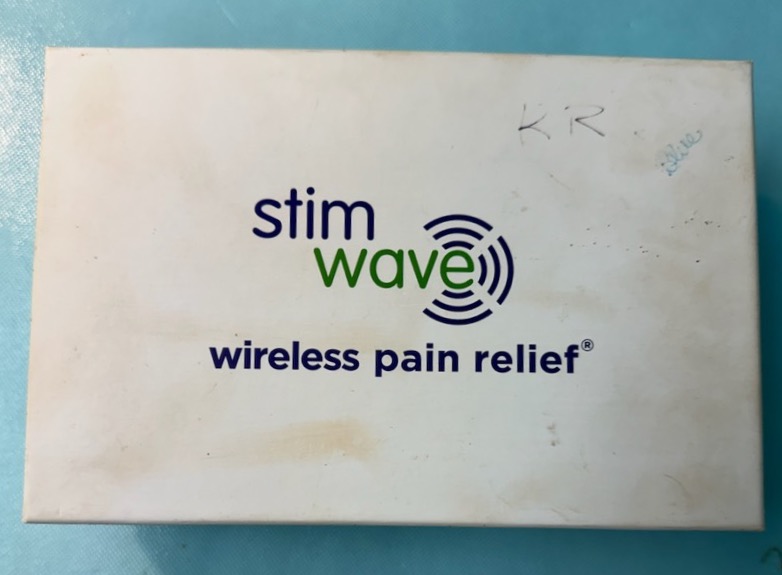 KR
stim
wave
wireless pain relief®